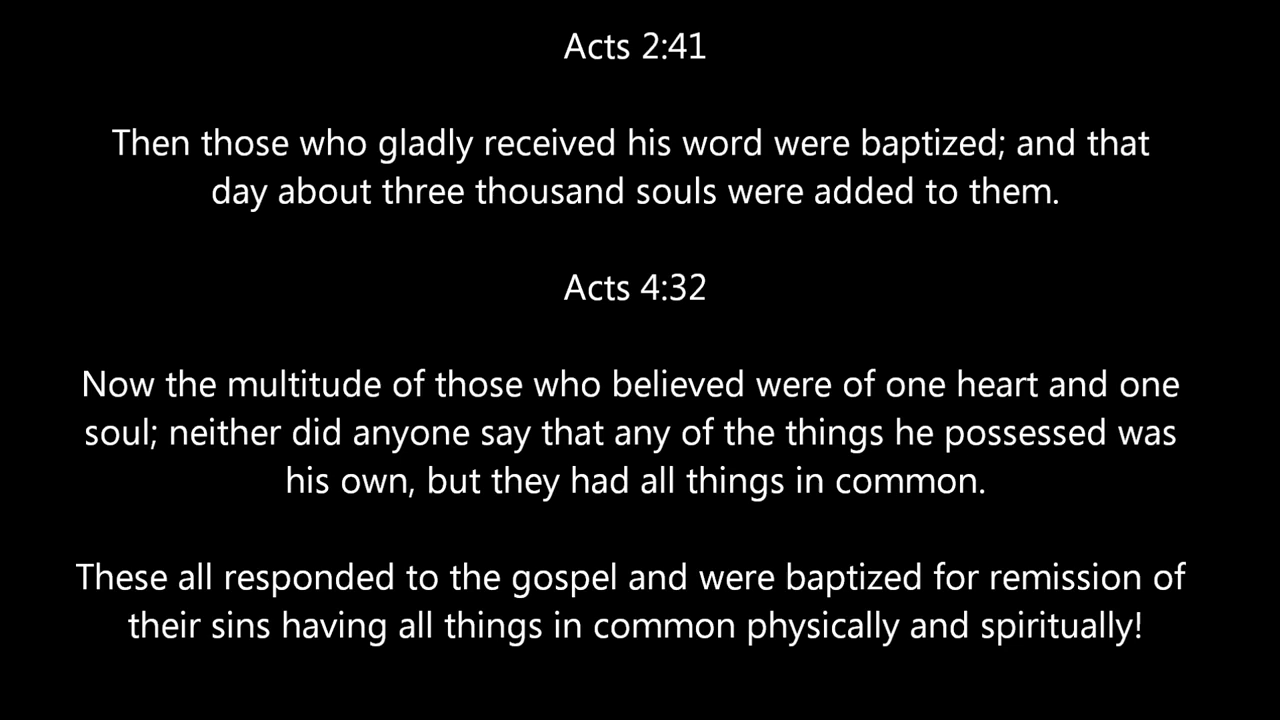 Acts 2:41
Then those who gladly received his word were baptized; and that
day about three thousand souls were added to them.
Acts 4:32
Now the multitude of those who believed were of one heart and one
soul; neither did anyone say that any of the things he possessed was
his own, but they had all things in common.
These all responded to the gospel and were baptized for remission of
their sins having all things in common physically and spiritually!